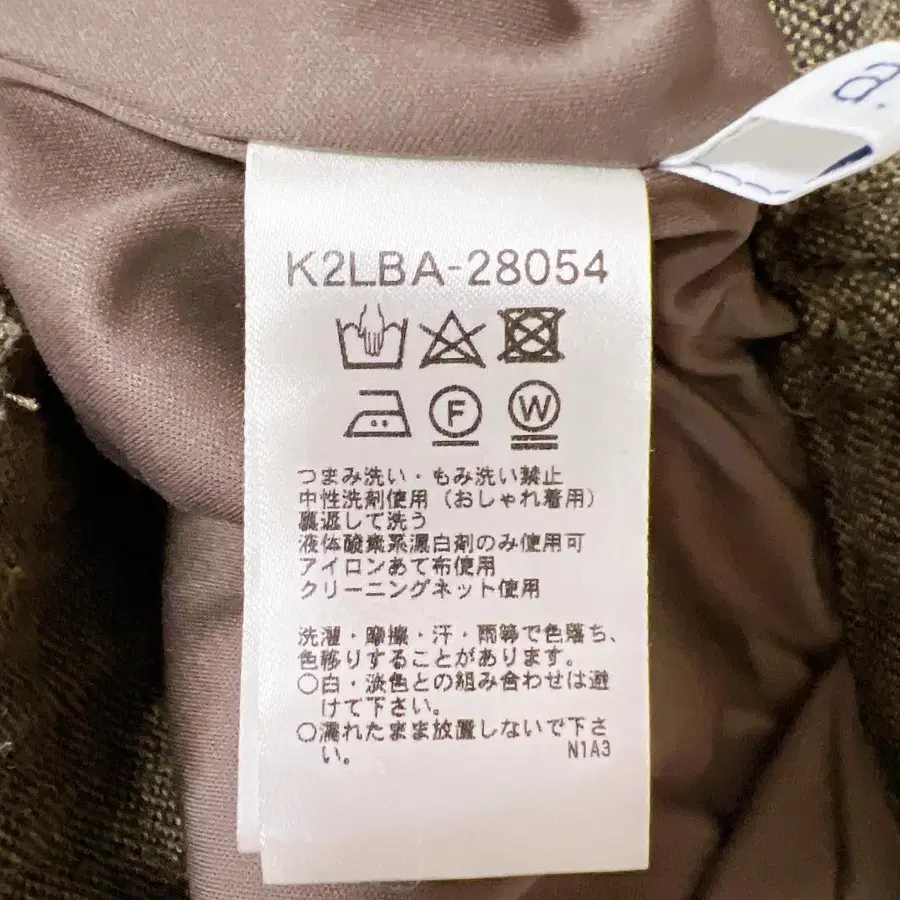 a.
K2LBA-28054
F W
つまみ洗い・もみ洗い禁止
中性洗剤使用（おしゃれ着用）
裏返して洗う
液体酸素系漂白剤のみ使用可
アイロンあて布使用
クリーニングネット使用
洗濯・摩擦・汗・雨等で色落ち、
色移りすることがあります。
○白・淡色との組み合わせは避
けて下さい。
○濡れたまま放置しないで下さ
い。
N1A3